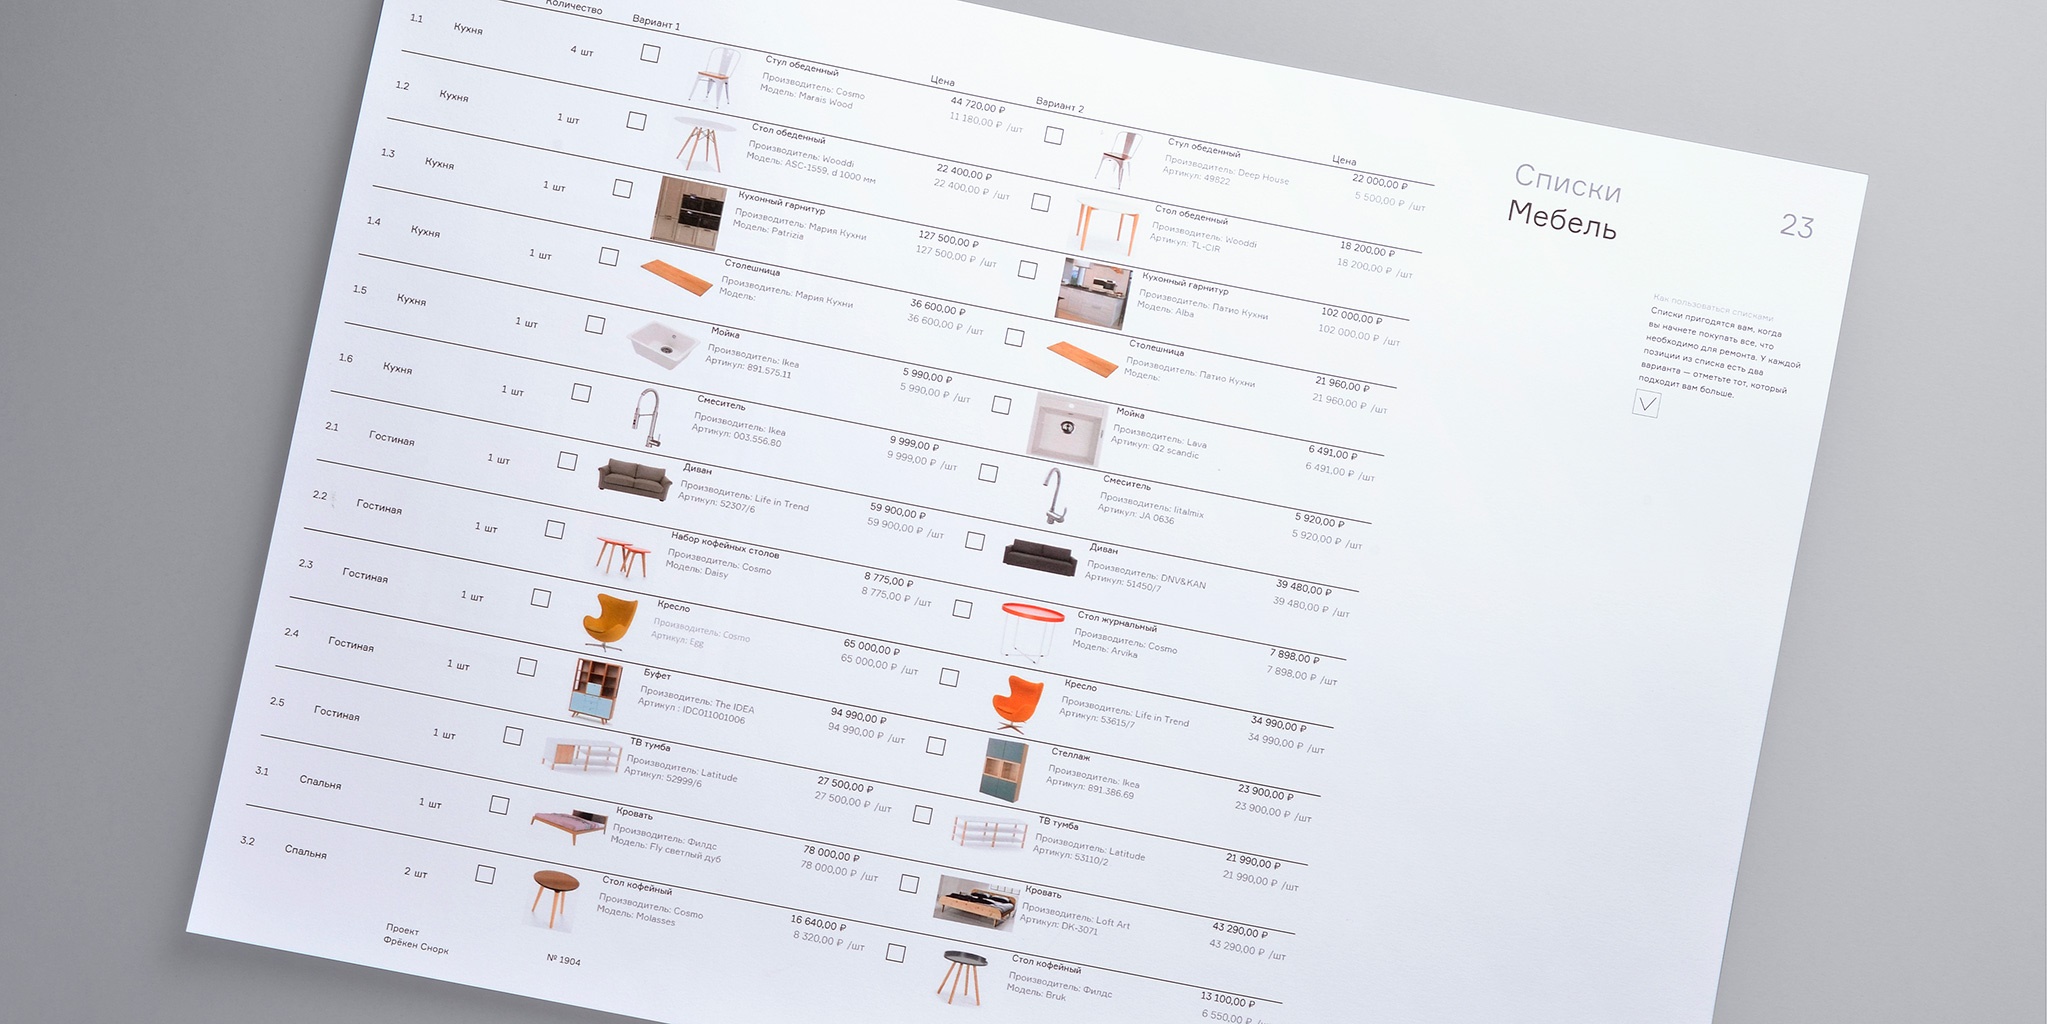 Количество
Вариант 1
Цена
Вариант 2
Цена
1.1
Кухня
4 шт
Стул обеденный
Производитель: Cosmo
Модель: Marais Wood
44 720,00 ₽
11 180,00 ₽ /шт
Стул обеденный
Производитель: Deep House
Артикул: 49822
22 000,00 ₽
5 500,00 ₽ /шт
1.2
Кухня
1 шт
Стол обеденный
Производитель: Wooddi
Модель: ASC-1559, d 1000 мм
22 400,00 ₽
22 400,00 ₽ /шт
Стол обеденный
Производитель: Wooddi
Артикул: TL-CIR
18 200,00 ₽
18 200,00 ₽ /шт
1.3
Кухня
1 шт
Кухонный гарнитур
Производитель: Мария Кухни
Модель: Patrizia
127 500,00 ₽
127 500,00 ₽ /шт
Кухонный гарнитур
Производитель: Патио Кухни
Модель: Alba
102 000,00 ₽
102 000,00 ₽ /шт
1.4
Кухня
1 шт
Столешница
Производитель: Мария Кухни
Модель:
36 600,00 ₽
36 600,00 ₽ /шт
Столешница
Производитель: Патио Кухни
Модель:
21 960,00 ₽
21 960,00 ₽ /шт
1.5
Кухня
1 шт
Мойка
Производитель: Ikea
Артикул: 891.575.11
5 990,00 ₽
5 990,00 ₽ /шт
Мойка
Производитель: Lava
Артикул: Q2 scandic
6 491,00 ₽
6 491,00 ₽ /шт
1.6
Кухня
1 шт
Смеситель
Производитель: Ikea
Артикул: 003.556.80
9 999,00 ₽
9 999,00 ₽ /шт
Смеситель
Производитель: Iitalmix
Артикул: JA 0636
5 920,00 ₽
5 920,00 ₽ /шт
2.1
Гостиная
1 шт
Диван
Производитель: Life in Trend
Артикул: 52307/6
59 900,00 ₽
59 900,00 ₽ /шт
Диван
Производитель: DNV&KAN
Артикул: 51450/7
39 480,00 ₽
39 480,00 ₽ /шт
2.2
Гостиная
1 шт
Набор кофейных столов
Производитель: Cosmo
Модель: Daisy
8 775,00 ₽
8 775,00 ₽ /шт
Стол журнальный
Производитель: Cosmo
Модель: Arvika
7 898,00 ₽
7 898,00 ₽ /шт
2.3
Гостиная
1 шт
Кресло
Производитель: Cosmo
Артикул: Egg
65 000,00 ₽
65 000,00 ₽ /шт
Кресло
Производитель: Life in Trend
Артикул: 53615/7
34 990,00 ₽
34 990,00 ₽ /шт
2.4
Гостиная
1 шт
Буфет
Производитель: The IDEA
Артикул : IDC011001006
94 990,00 ₽
94 990,00 ₽ /шт
Стеллаж
Производитель: Ikea
Артикул: 891.386.69
23 900,00 ₽
23 900,00 ₽ /шт
2.5
Гостиная
1 шт
ТВ тумба
Производитель: Latitude
Артикул: 52999/6
27 500,00 ₽
27 500,00 ₽ /шт
ТВ тумба
Производитель: Latitude
Артикул: 53110/2
21 990,00 ₽
21 990,00 ₽ /шт
3.1
Спальня
1 шт
Кровать
Производитель: Филдс
Модель: Fly светлый дуб
78 000,00 ₽
78 000,00 ₽ /шт
Кровать
Производитель: Loft Art
Артикул: DK-3071
43 290,00 ₽
43 290,00 ₽ /шт
3.2
Спальня
2 шт
Стол кофейный
Производитель: Cosmo
Модель: Molasses
16 640,00 ₽
8 320,00 ₽ /шт
Стол кофейный
Производитель: Филдс
Модель: Bruk
13 100,00 ₽
6 550,00 ₽ /шт
Проект
Фрёкен Снорк
№ 1904
Списки
Мебель
23
Как пользоваться списками
Списки пригодятся вам, когда
вы начнете покупать все, что
необходимо для ремонта. У каждой
позиции из списка есть два
варианта — отметьте тот, который
подходит вам больше.